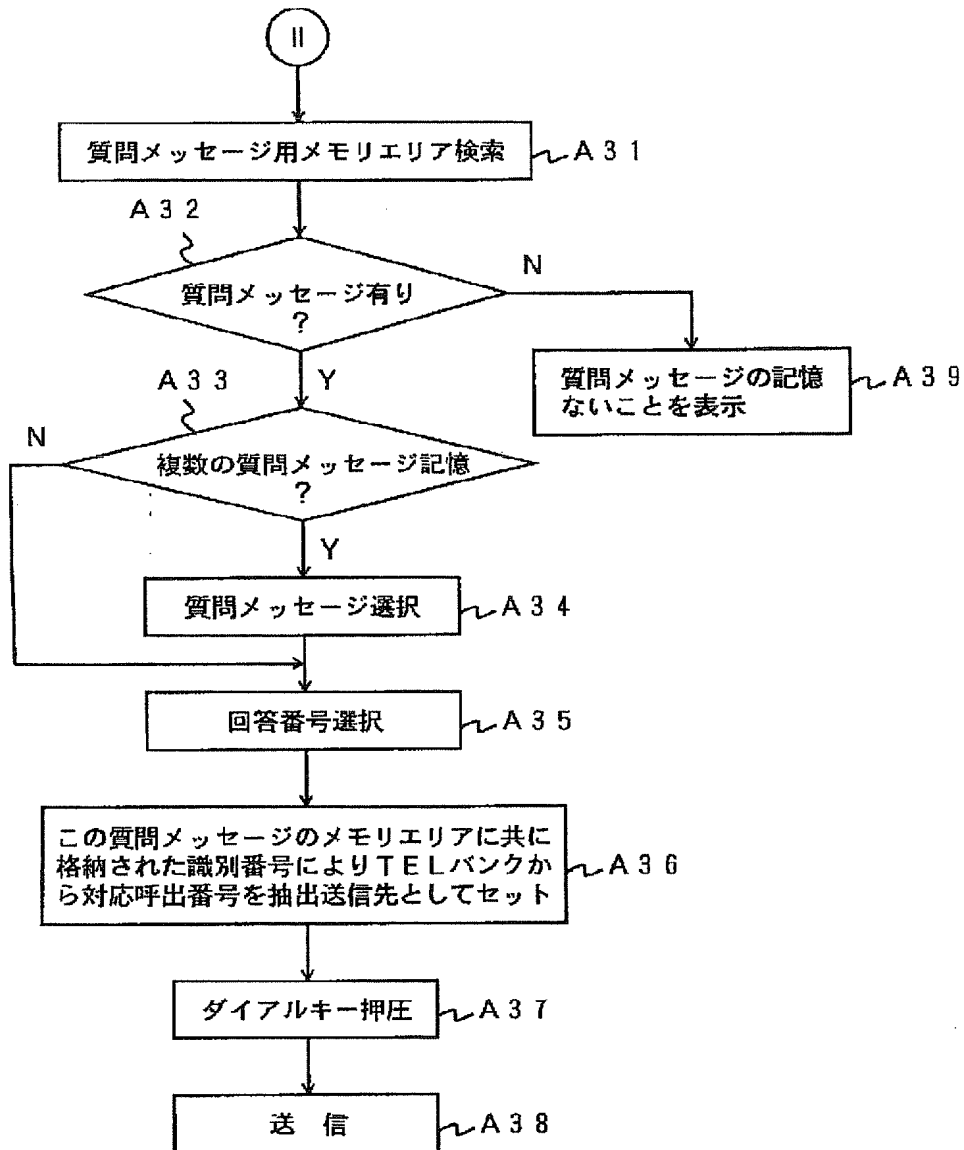 II
質問メッセージ用メモリエリア検索
A31
A32
質問メッセージ有り
?
N
Y
質問メッセージの記憶
ないことを表示
A39
A33
N
複数の質問メッセージ記憶
?
Y
質問メッセージ選択
A34
回答番号選択
A35
この質問メッセージのメモリエリアに共に
格納された識別番号によりTELバンクか
ら対応呼出番号を抽出送信先としてセット
A36
ダイアルキー押圧
A37
送 信
A38